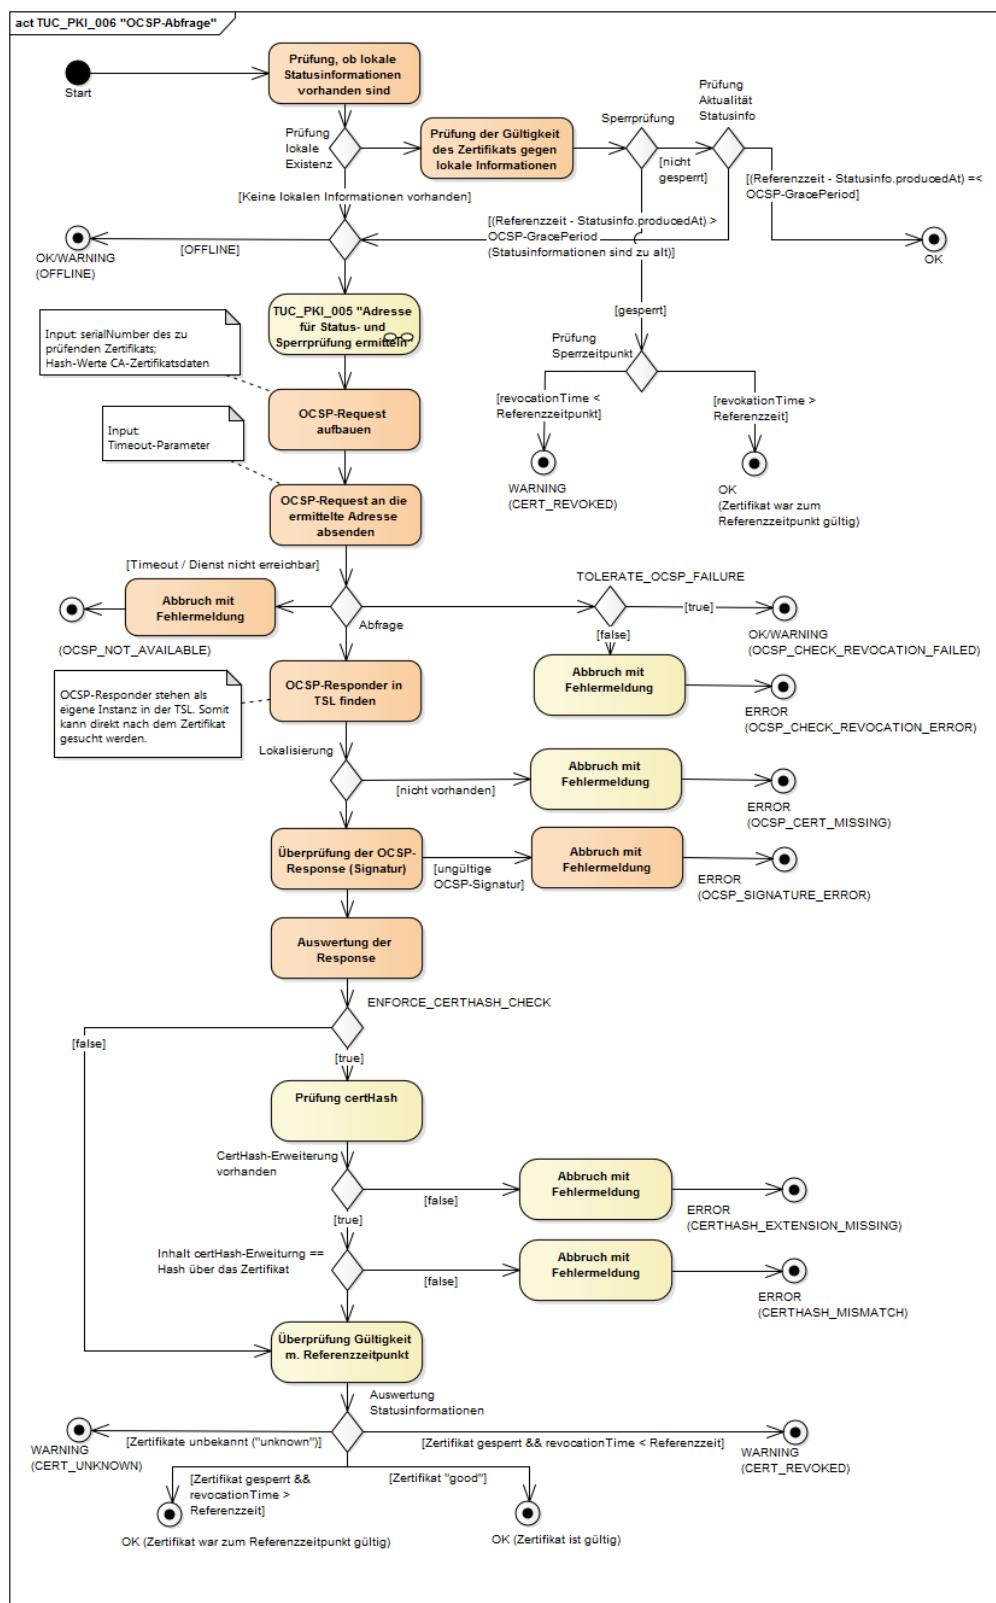 act TUC_PKI_006 "OCSP-Abfrage"
Start
Prüfung, ob lokale
Statusinformationen
vorhanden sind
Prüfung
lokale
Existenz
Prüfung der Gültigkeit
des Zertifikats gegen
lokale Informationen
Sperrprüfung
Prüfung
Aktualität
Statusinfo
[nicht
gesperrt]
[(Referenzzeit - Statusinfo.producedAt) =<
OCSP-GracePeriod]
OK
[Keine lokalen Informationen vorhanden]
[(Referenzzeit - Statusinfo.producedAt) >
OCSP-GracePeriod
(Statusinformationen sind zu alt)]
[OFFLINE]
OK/WARNING
(OFFLINE)
TUC_PKI_005 "Adresse
für Status- und
Sperrprüfung ermitteln"
[gesperrt]
Prüfung
Sperrzeitpunkt
Input: serialNumber des zu
prüfenden Zertifikats;
Hash-Werte CA-Zertifikatsdaten
[revocationTime <
Referenzzeitpunkt]
[revokationTime >
Referenzzeit]
OCSP-Request
aufbauen
Input:
Timeout-Parameter
WARNING
(CERT_REVOKED)
OK
(Zertifikat war zum
Referenzzeitpunkt gültig)
OCSP-Request an die
ermittelte Adresse
absenden
[Timeout / Dienst nicht erreichbar]
TOLERATE_OCSP_FAILURE
Abbruch mit
Fehlermeldung
(OCSP_NOT_AVAILABLE)
Abfrage
[true]
[false]
OK/WARNING
(OCSP_CHECK_REVOCATION_FAILED)
OCSP-Responder stehen als
eigene Instanz in der TSL. Somit
kann direkt nach dem Zertifikat
gesucht werden.
OCSP-Responder in
TSL finden
Abbruch mit
Fehlermeldung
ERROR
(OCSP_CHECK_REVOCATION_ERROR)
Lokalisierung
[nicht vorhanden]
Abbruch mit
Fehlermeldung
ERROR
(OCSP_CERT_MISSING)
Überprüfung der OCSP-
Response (Signatur)
[ungültige
OCSP-Signatur]
Abbruch mit
Fehlermeldung
ERROR
(OCSP_SIGNATURE_ERROR)
Auswertung der
Response
ENFORCE_CERTHASH_CHECK
[false]
[true]
Prüfung certHash
CertHash-Erweiterung
vorhanden
[false]
Abbruch mit
Fehlermeldung
ERROR
(CERTHASH_EXTENSION_MISSING)
[true]
Inhalt certHash-Erweiturng ==
Hash über das Zertifikat
[false]
Abbruch mit
Fehlermeldung
ERROR
(CERTHASH_MISMATCH)
Überprüfung Gültigkeit
m. Referenzzeitpunkt
Auswertung
Statusinformationen
[Zertifikate unbekannt ("unknown")]
WARNING
(CERT_UNKNOWN)
[Zertifikat gesperrt && revocationTime < Referenzzeit]
WARNING
(CERT_REVOKED)
[Zertifikat gesperrt &&
revocationTime >
Referenzzeit]
[Zertifikat "good"]
OK (Zertifikat war zum Referenzzeitpunkt gültig)
OK (Zertifikat ist gültig)